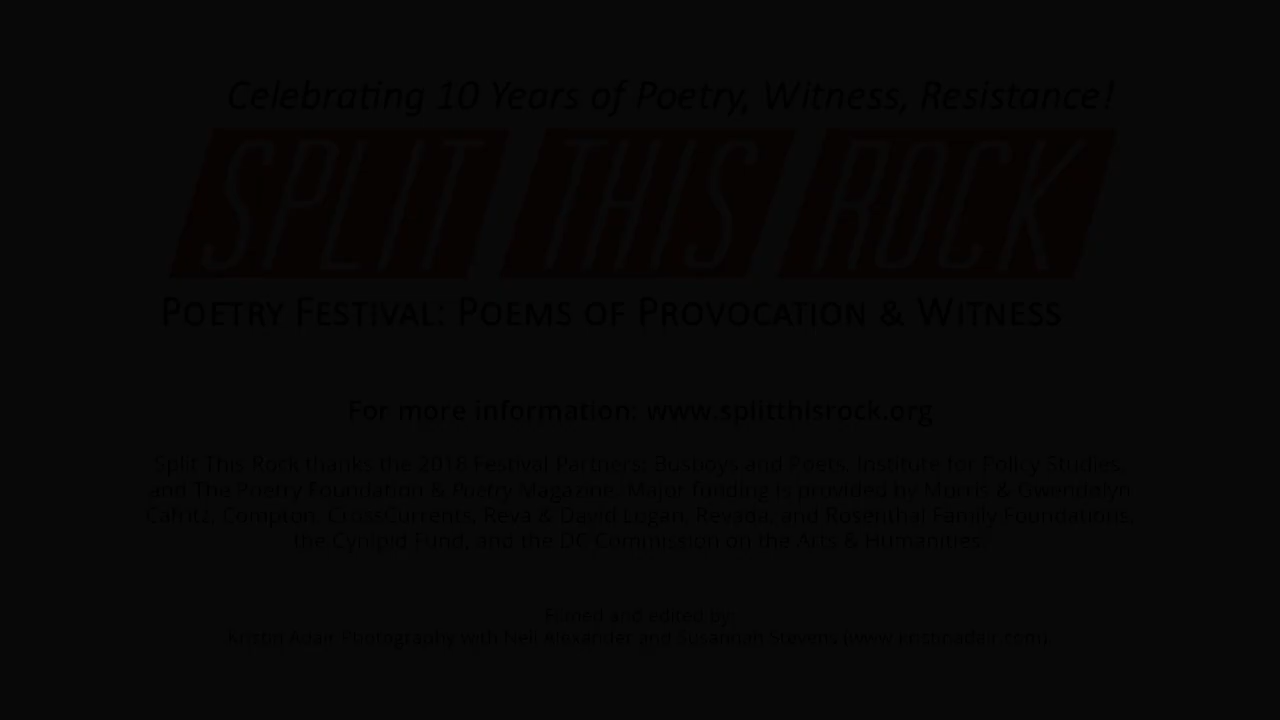 Celebrating 10 Years of Poetry, Witness, Resistance!
SPLIT THIS ROCK
POETRY FESTIVAL: POEMS OF PROVOCATION & WITNESS
For more information: www.splitthisrock.org
Split This Rock thanks the 2018 Festival Partners: Busboys and Poets, Institute for Policy Studies,
and The Poetry Foundation & Poetry Magazine. Major funding is provided by Morris & Gwendolyn
Cafritz, Compton, CrossCurrents, Reva & David Logan, Revada, and Rosenthal Family Foundations,
the Cynipid Fund, and the DC Commission on the Arts & Humanities.
Filmed and edited by:
Kristin Adair Photography with Neil Alexander and Susannah Stevens (www.kristinadair.com)